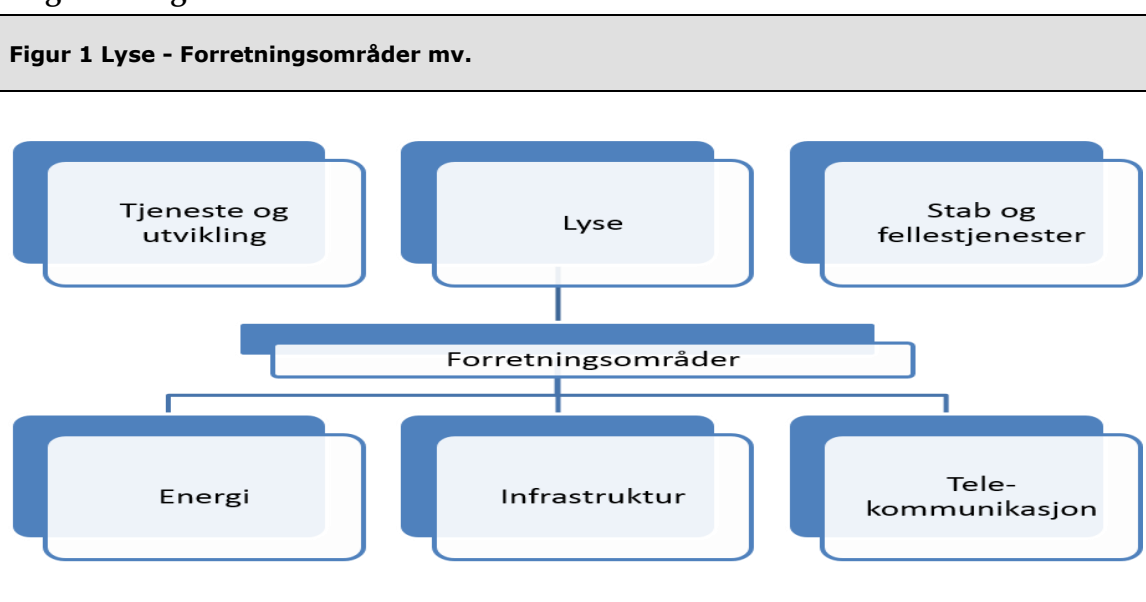 Figur 1 Lyse - Forretningsområder mv.
Tjeneste og
utvikling
Lyse
Stab og
fellestjenester
Forretningsområder
Energi
Infrastruktur
Tele-
kommunikasjon